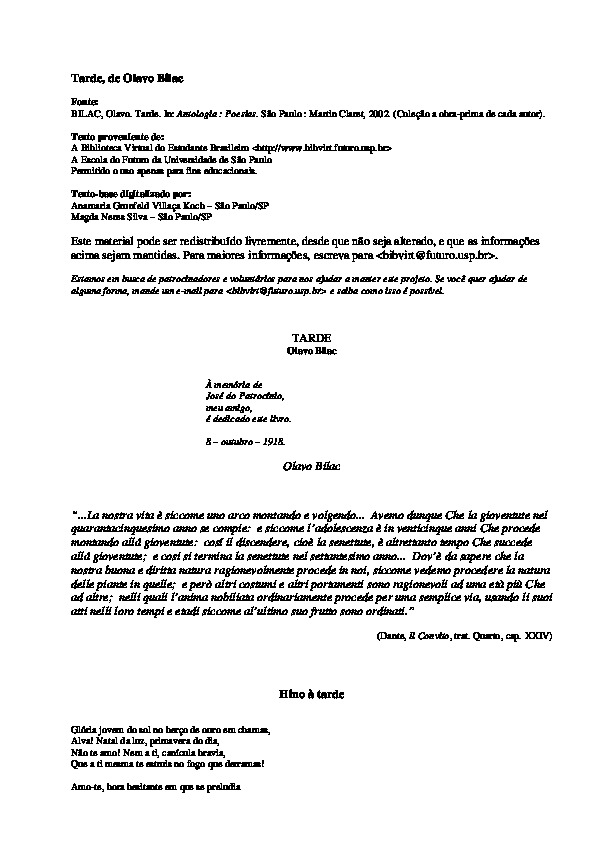 Tarde, de Olavo Bilac
Fonte:
BILAC, Olavo. Tarde. In: Antologia : Poesias. São Paulo : Martin Claret, 2002. (Coleção a obra-prima de cada autor).
Texto proveniente de:
A Biblioteca Virtual do Estudante Brasileiro <http://www.bibvirt.futuro.usp.br>
A Escola do Futuro da Universidade de São Paulo
Permitido o uso apenas para fins educacionais.
Texto-base digitalizado por:
Anamaria Grunfeld Villaça Koch – São Paulo/SP
Magda Neres Silva – São Paulo/SP
Este material pode ser redistribuído livremente, desde que não seja alterado, e que as informações
acima sejam mantidas. Para maiores informações, escreva para <bibvirt@futuro.usp.br>.
Estamos em busca de patrocinadores e voluntários para nos ajudar a manter este projeto. Se você quer ajudar de
alguma forma, mande um e-mail para <bibvirt@futuro.usp.br> e saiba como isso é possível.
TARDE
Olavo Bilac
À memória de
José do Patrocínio,
meu amigo,
é dedicado este livro.
8 – outubro – 1918.
Olavo Bilac
“...La nostra vita è siccome uno arco montando e volgendo... Avemo dunque Che la gioventute nel
quarantacinquesimo anno se compie: e siccome l’adolescenza è in venticinque anni Che procede
montando allá gioventute: così il discendere, cioè la senettute, è altrettanto tempo Che succede
allá gioventute; e così si termina la senettute nel settantesimo anno... Dov’è da sapere che la
nostra buona e diritta natura ragionevolmente procede in noi, siccome vedemo procedere la natura
delle piante in quelle; e però altri costumi e altri portamenti sono ragionevoli ad uma età più Che
ad altre; nelli quali l’anima nobilitata ordinariamente procede per uma semplice via, usando li suoi
atti nelli loro tempi e etadi siccome al’ultimo suo frutto sono ordinati.”
(Dante, Il Convito, trat. Quarto, cap. XXIV)
Hino à tarde
Glória jovem do sol no berço de ouro em chamas,
Alva! Natal da luz, primavera do dia,
Não te amo! Nem a ti, canícula bravia,
Que a ti mesma te estruis no fogo que derramas!
Amo-te, hora hesitante em que se preludia